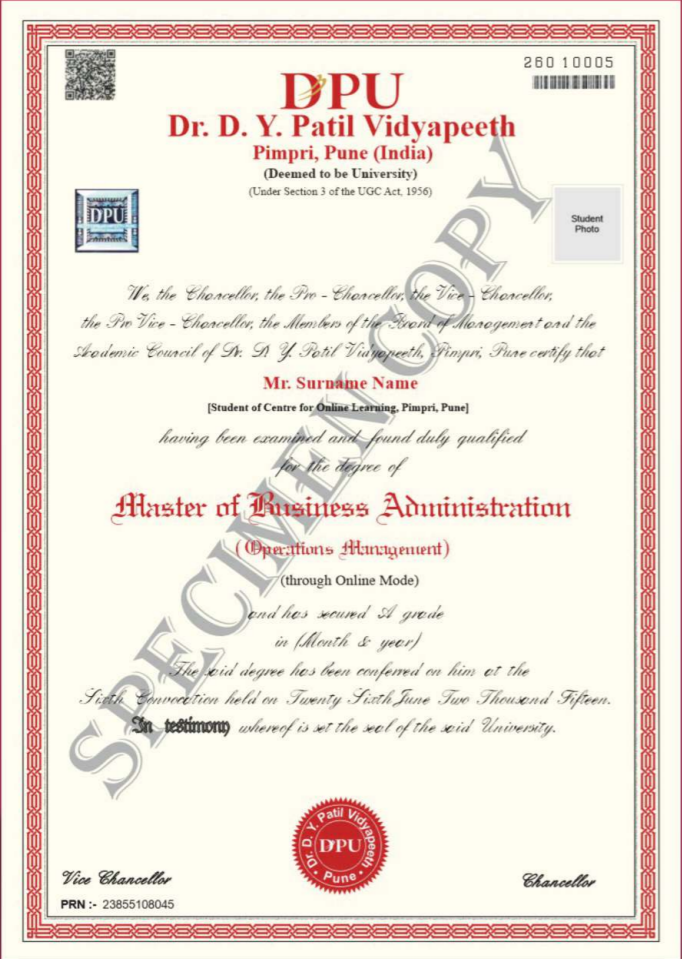 260 10005
DPU
Dr. D. Y. Patil Vidyapeeth
Pimpri, Pune (India)
(Deemed to be University)
(Under Section 3 of the UGC Act, 1956)
DPU
Student
Photo
We, the Chancellor, the Pro - Chancellor, the Vice - Chancellor,
the Pro Vice - Chancellor, the Members of the Board of Management and the
Academic Council of Dr. D. Y. Patil Vidyapeeth, Pimpri, Pune certify that
Mr. Surname Name
[Student of Centre for Online Learning, Pimpri, Pune]
having been examined and found duly qualified
for the degree of
Master of Business Administration
(Operations Management)
(through Online Mode)
and has secured A grade
in (Month & year)
The said degree has been conferred on him at the
Sixth Convocation held on Twenty Sixth June Two Thousand Fifteen.
In testimony whereof is set the seal of the said University.
SPECIMEN COPY
Dr. D. Y. Patil Vidyapeeth
DPU
Pune
Vice Chancellor
Chancellor
PRN :- 23855108045